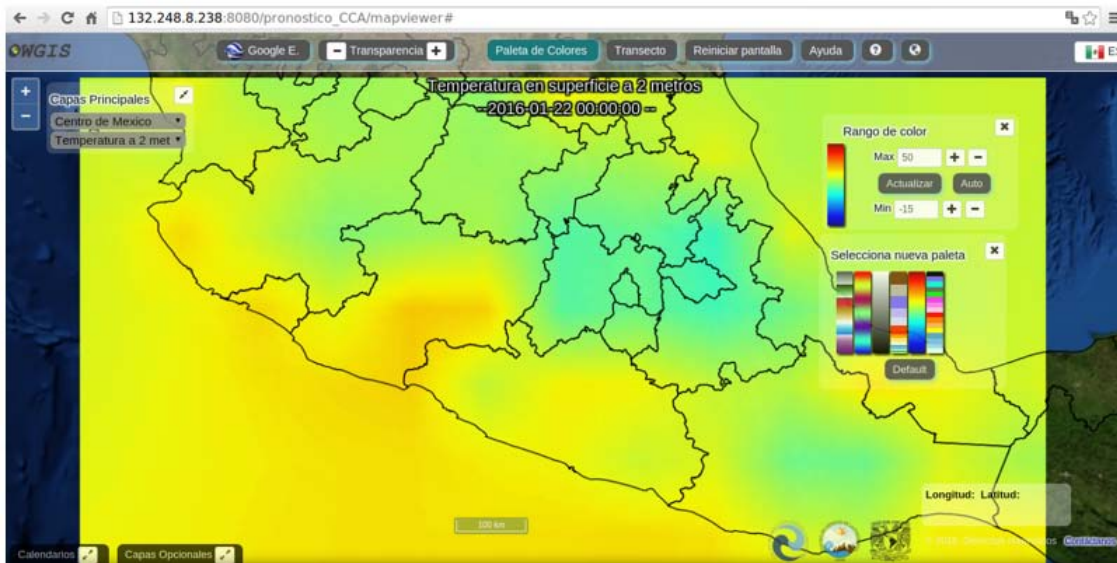 132.248.8.238:8080/pronostico_CCA/mapviewer#
OWGIS
Google E.
− Transparencia +
Paleta de Colores
Transecto
Reiniciar pantalla
Ayuda
?
+
−
Capas Principales
Centro de Mexico
Temperatura a 2 met
Temperatura en superficie a 2 metros
--2016-01-22 00:00:00 --
Rango de color
Max 50 + −
Actualizar
Auto
Min -15 + −
Selecciona nueva paleta
Default
Longitud: Latitud:
100 km
Contáctanos
Calendarios
Capas Opcionales